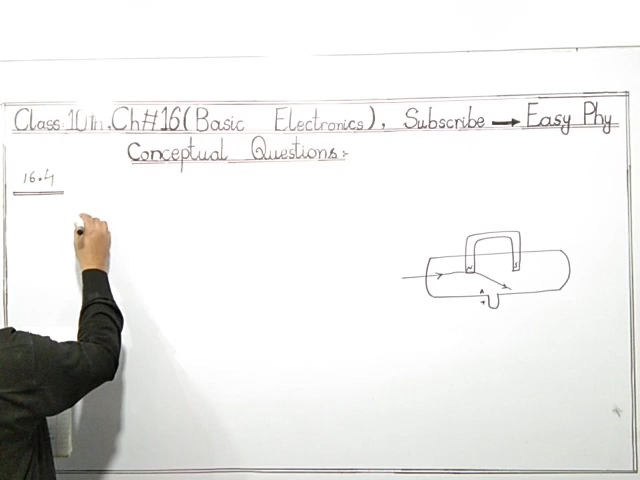 Class:10th, Ch#16(Basic Electronics), Subscribe → Easy Phy
Conceptual Questions:-
16.4
N S
A
+